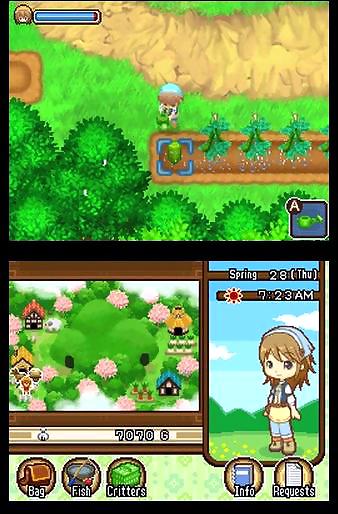 A
Spring 28(Thu)
7:23AM
7070 G
Bag
Fish
Critters
Info
Requests